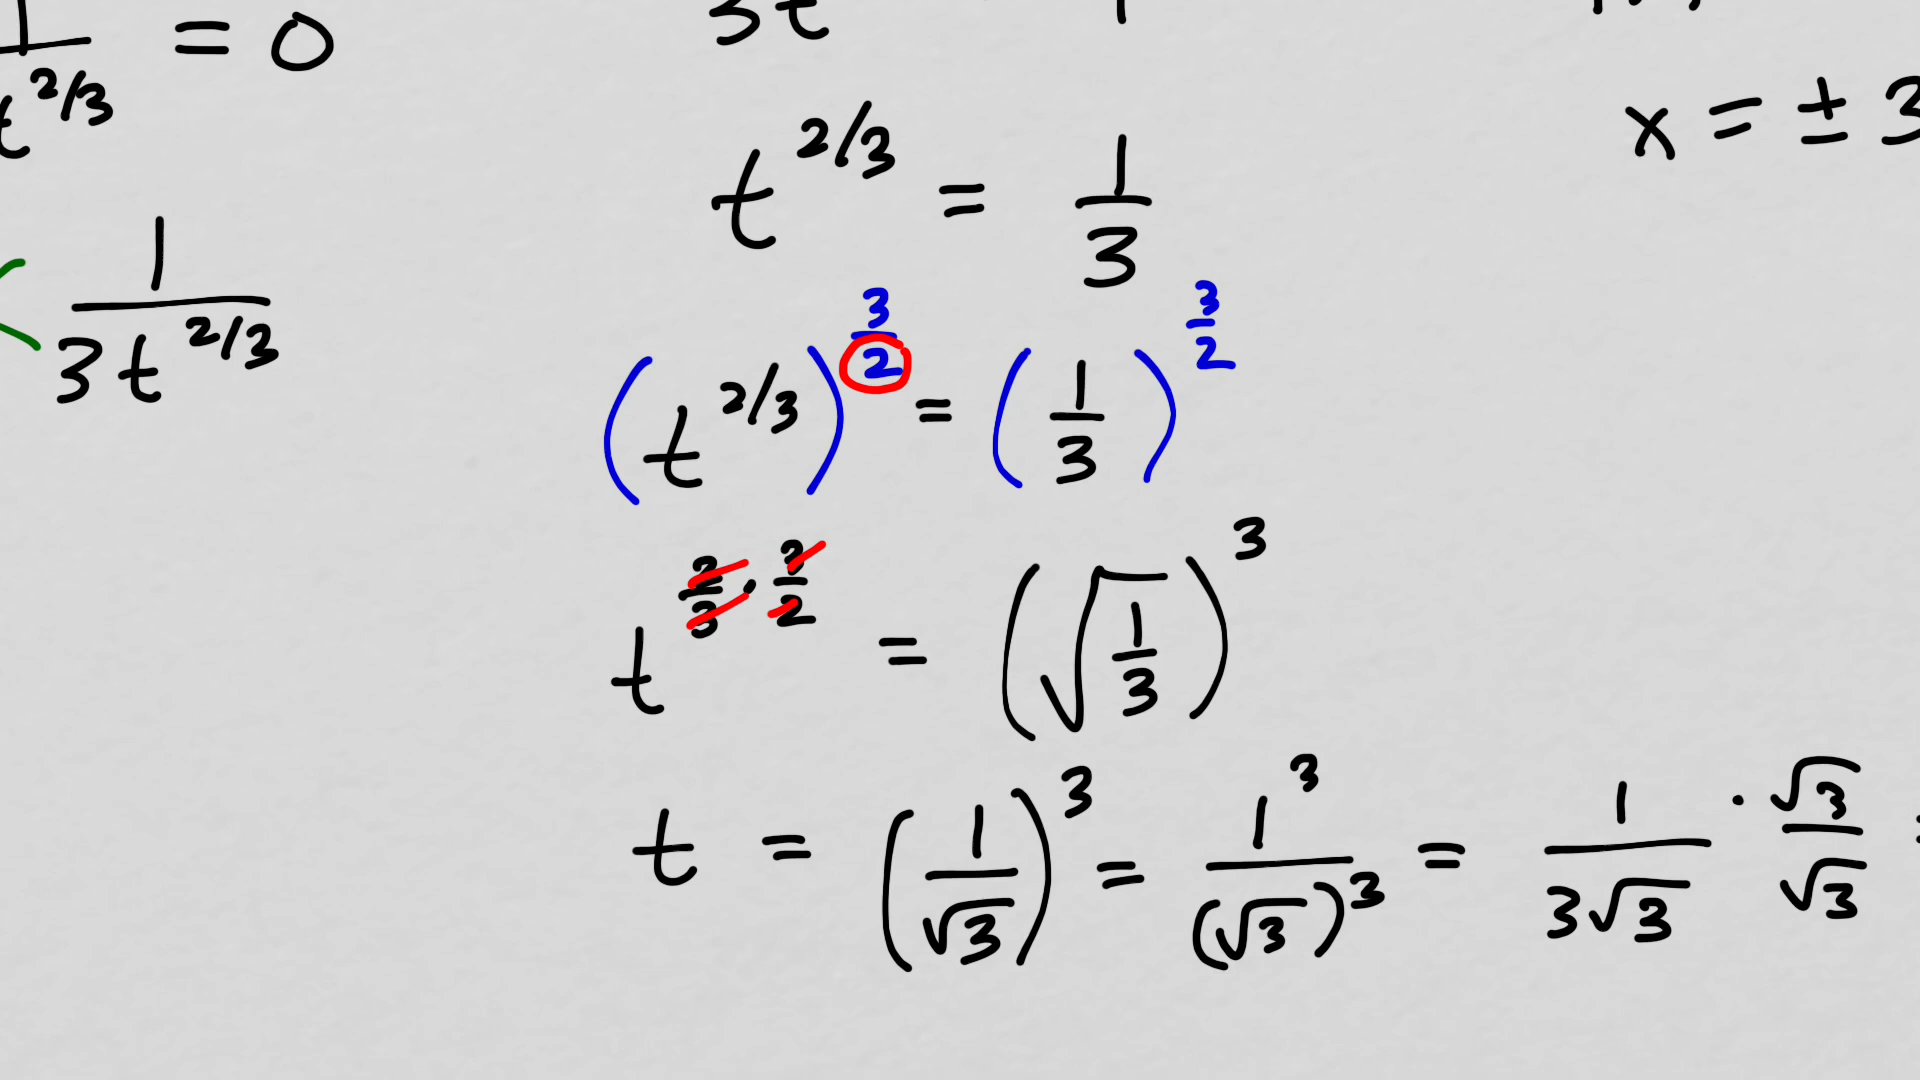 1/t^(2/3) = 0
1/(3t^(2/3))
3t 1
t^(2/3) = 1/3
(t^(2/3))^(3/2) = (1/3)^(3/2)
t^(2/3 · 3/2) = (√(1/3))^3
t = (1/√3)^3 = 1^3/(√3)^3 = 1/(3√3) · √3/√3 =
x = ± 3